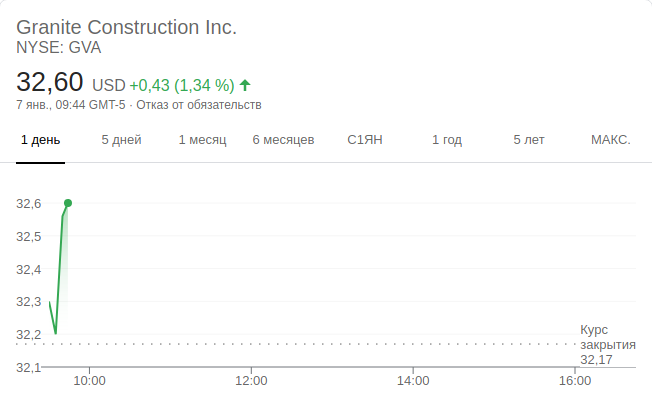 Granite Construction Inc.
NYSE: GVA
32,60 USD +0,43 (1,34 %)
7 янв., 09:44 GMT-5 · Отказ от обязательств
1 день 5 дней 1 месяц 6 месяцев С1ЯН 1 год 5 лет МАКС.
32,6
32,5
32,4
32,3
32,2
32,1
Курс
закрытия
32,17
10:00 12:00 14:00 16:00